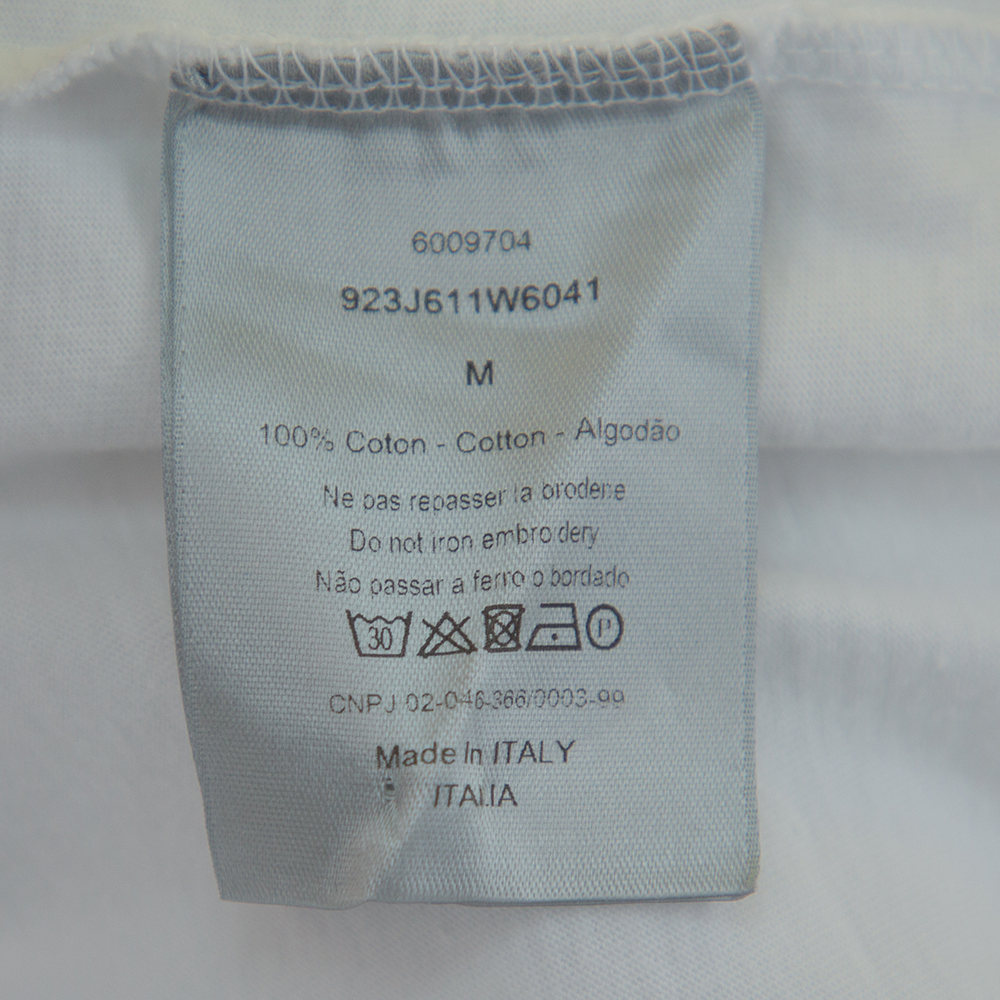 6009704
923J611W6041
M
100% Coton - Cotton - Algodão
Ne pas repasser la broderie
Do not iron embroidery
Não passar a ferro o bordado
30 P
CNPJ 02-046-366/0003-99
Made In ITALY
ITALIA